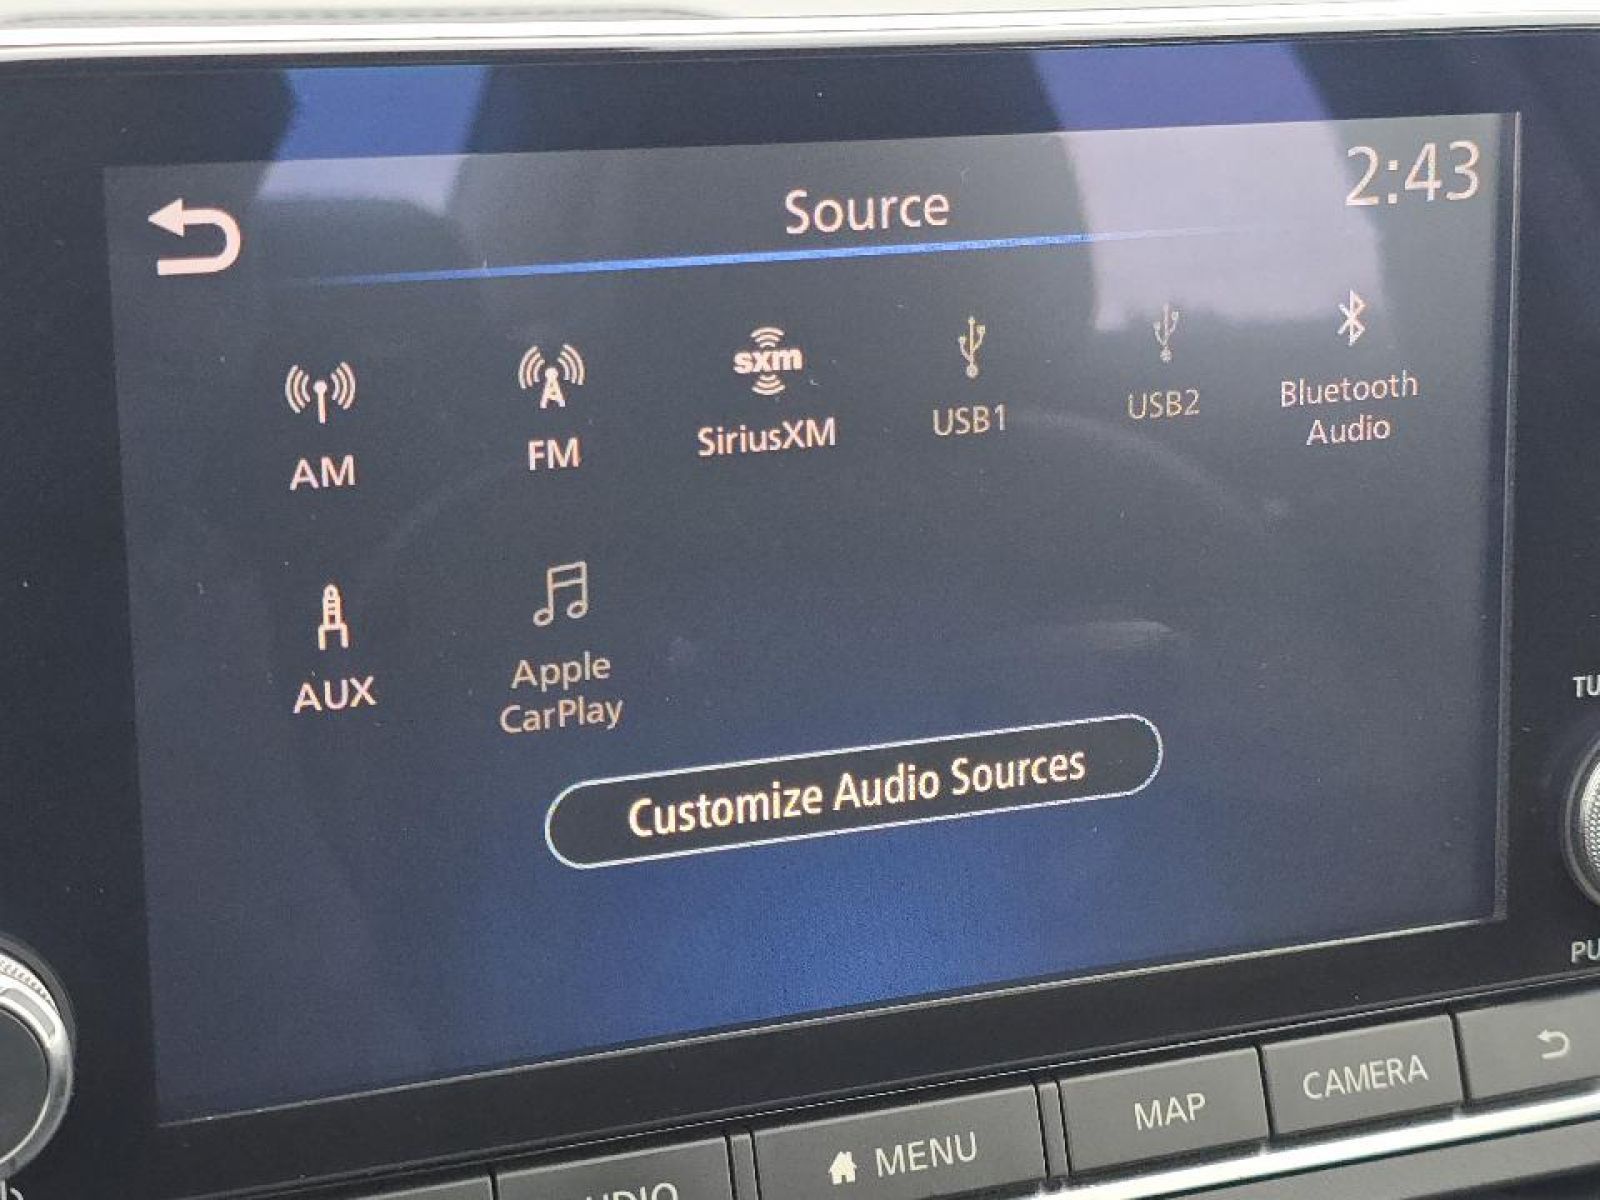 Source
2:43
AM
FM
sxm
SiriusXM
USB1
USB2
Bluetooth
Audio
AUX
Apple
CarPlay
Customize Audio Sources
MENU
MAP
CAMERA